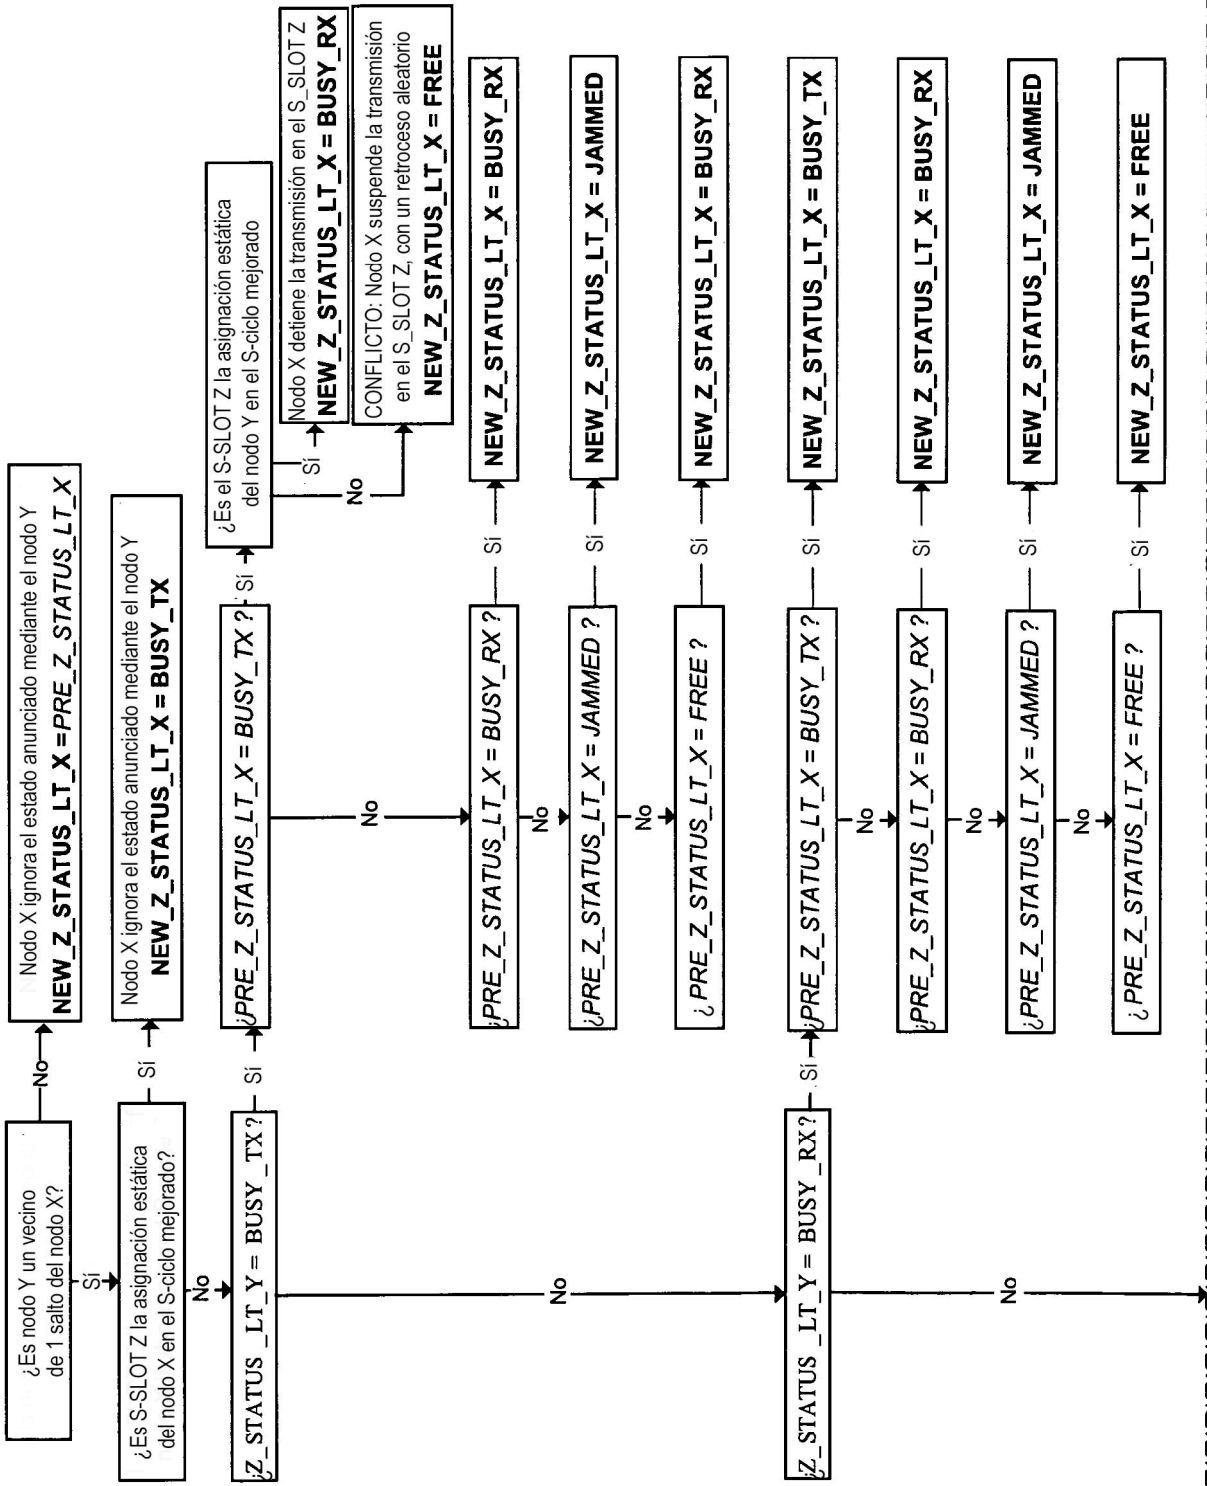 ¿Es nodo Y un vecino
de 1 salto del nodo X?
No
Nodo X ignora el estado anunciado mediante el nodo Y
NEW_Z_STATUS_LT_X = PRE_Z_STATUS_LT_X
Sí
¿Es S-SLOT Z la asignación estática
del nodo X en el S-ciclo mejorado?
Sí
Nodo X ignora el estado anunciado mediante el nodo Y
NEW_Z_STATUS_LT_X = BUSY_TX
No
¿Z_STATUS_LT_Y = BUSY_TX?
Sí
¿PRE_Z_STATUS_LT_X = BUSY_TX ?
Sí
¿Es el S-SLOT Z la asignación estática
del nodo Y en el S-ciclo mejorado
Sí
Nodo X detiene la transmisión en el S_SLOT Z
NEW_Z_STATUS_LT_X = BUSY_RX
No
CONFLICTO: Nodo X suspende la transmisión
en el S_SLOT Z, con un retroceso aleatorio
NEW_Z_STATUS_LT_X = FREE
No
¿PRE_Z_STATUS_LT_X = BUSY_RX ?
Sí
NEW_Z_STATUS_LT_X = BUSY_RX
No
¿PRE_Z_STATUS_LT_X = JAMMED ?
Sí
NEW_Z_STATUS_LT_X = JAMMED
No
¿PRE_Z_STATUS_LT_X = FREE ?
Sí
NEW_Z_STATUS_LT_X = BUSY_RX
No
¿Z_STATUS_LT_Y = BUSY_RX?
Sí
¿PRE_Z_STATUS_LT_X = BUSY_TX ?
Sí
NEW_Z_STATUS_LT_X = BUSY_TX
No
¿PRE_Z_STATUS_LT_X = BUSY_RX ?
Sí
NEW_Z_STATUS_LT_X = BUSY_RX
No
¿PRE_Z_STATUS_LT_X = JAMMED ?
Sí
NEW_Z_STATUS_LT_X = JAMMED
No
¿PRE_Z_STATUS_LT_X = FREE ?
Sí
NEW_Z_STATUS_LT_X = FREE
No